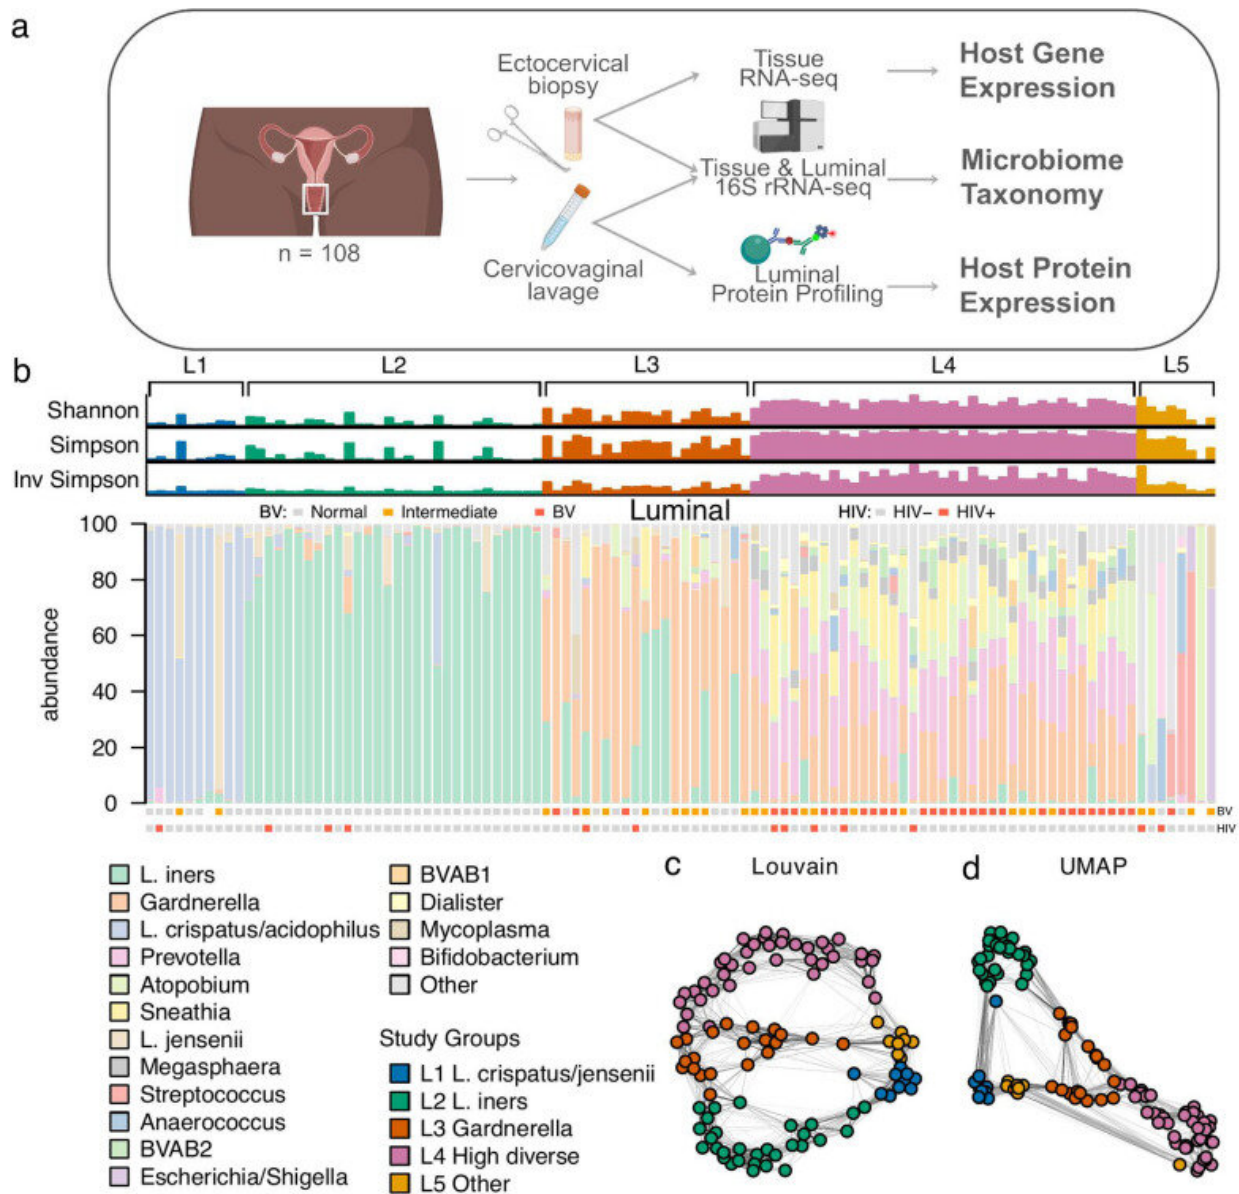 a
Ectocervical
biopsy
Tissue
RNA-seq
Host Gene
Expression
Tissue & Luminal
16S rRNA-seq
Microbiome
Taxonomy
n = 108
Cervicovaginal
lavage
Luminal
Protein Profiling
Host Protein
Expression
b
L1 L2 L3 L4 L5
Shannon
Simpson
Inv Simpson
BV: Normal Intermediate BV
Luminal
HIV: HIV− HIV+
abundance
100
80
60
40
20
0
BV
HIV
L. iners
Gardnerella
L. crispatus/acidophilus
Prevotella
Atopobium
Sneathia
L. jensenii
Megasphaera
Streptococcus
Anaerococcus
BVAB2
Escherichia/Shigella
BVAB1
Dialister
Mycoplasma
Bifidobacterium
Other
Study Groups
L1 L. crispatus/jensenii
L2 L. iners
L3 Gardnerella
L4 High diverse
L5 Other
c
Louvain
d
UMAP